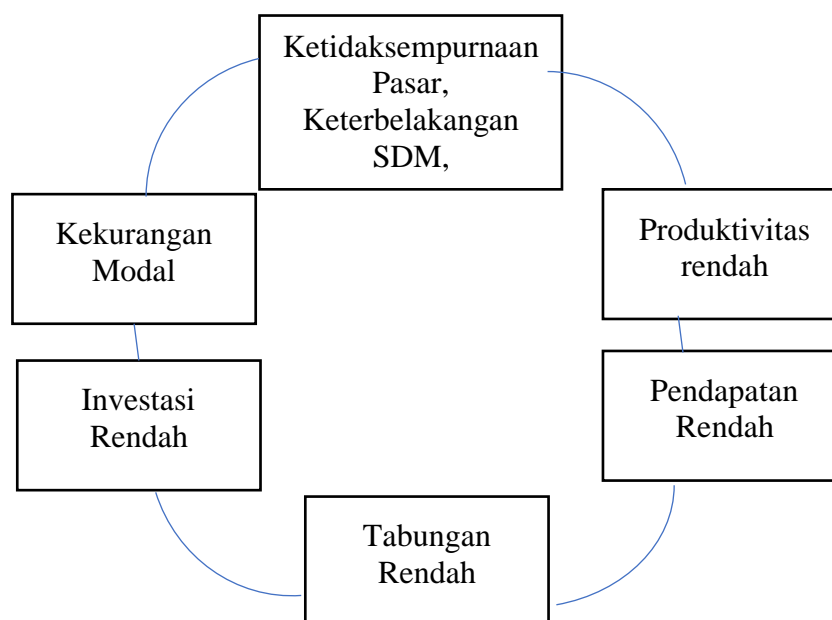 Ketidaksempurnaan
Pasar,
Keterbelakangan
SDM,
Kekurangan
Modal
Produktivitas
rendah
Investasi
Rendah
Pendapatan
Rendah
Tabungan
Rendah